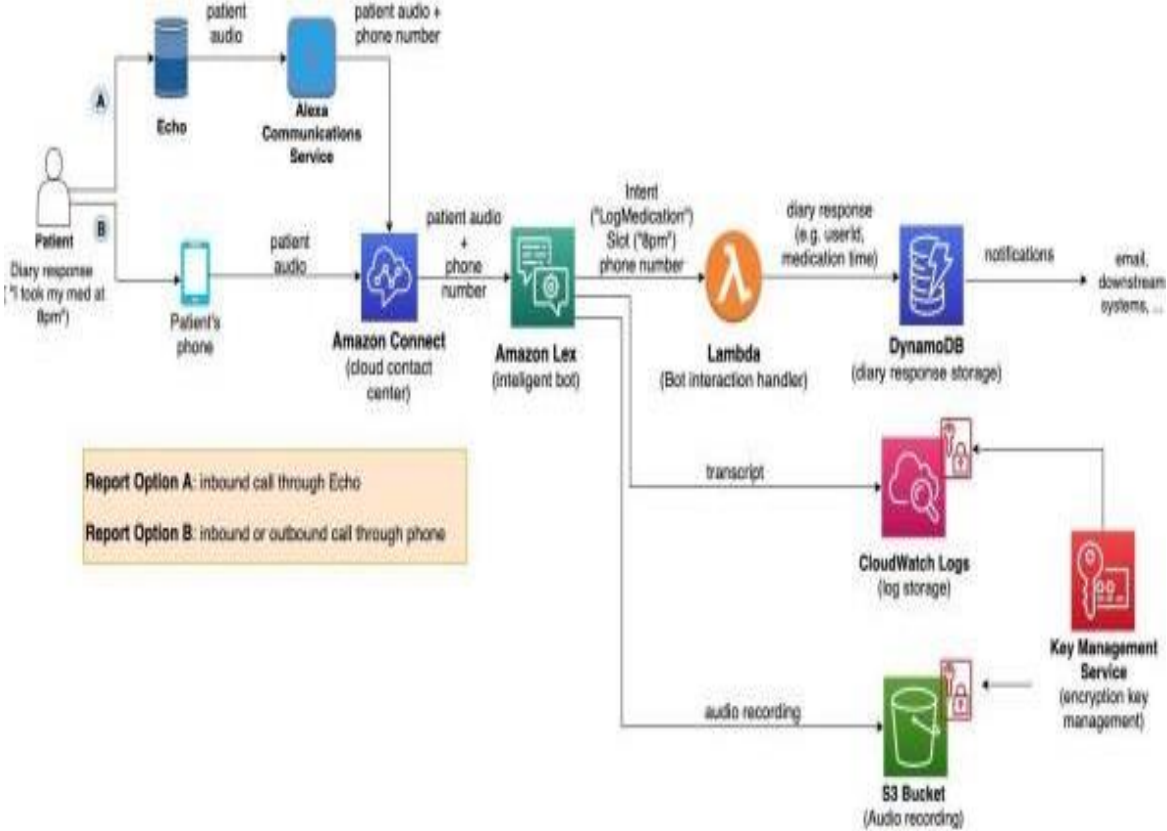 patient
audio
patient audio +
phone number
A
Echo
Alexa
Communications
Service
B
Patient
Diary response
"I took my med at
8pm")
patient
audio
Patient's
phone
Amazon Connect
(cloud contact
center)
patient audio
+
phone
number
Amazon Lex
(inteligent bot)
Intent
("LogMedication")
Slot ("8pm")
phone number
Lambda
(Bot interaction handler)
diary response
(e.g. userId,
medication time)
DynamoDB
(diary response storage)
notifications
email,
downstream
systems, ...
Report Option A: inbound call through Echo
Report Option B: inbound or outbound call through phone
transcript
CloudWatch Logs
(log storage)
Key Management
Service
(encryption key
management)
audio recording
S3 Bucket
(Audio recording)